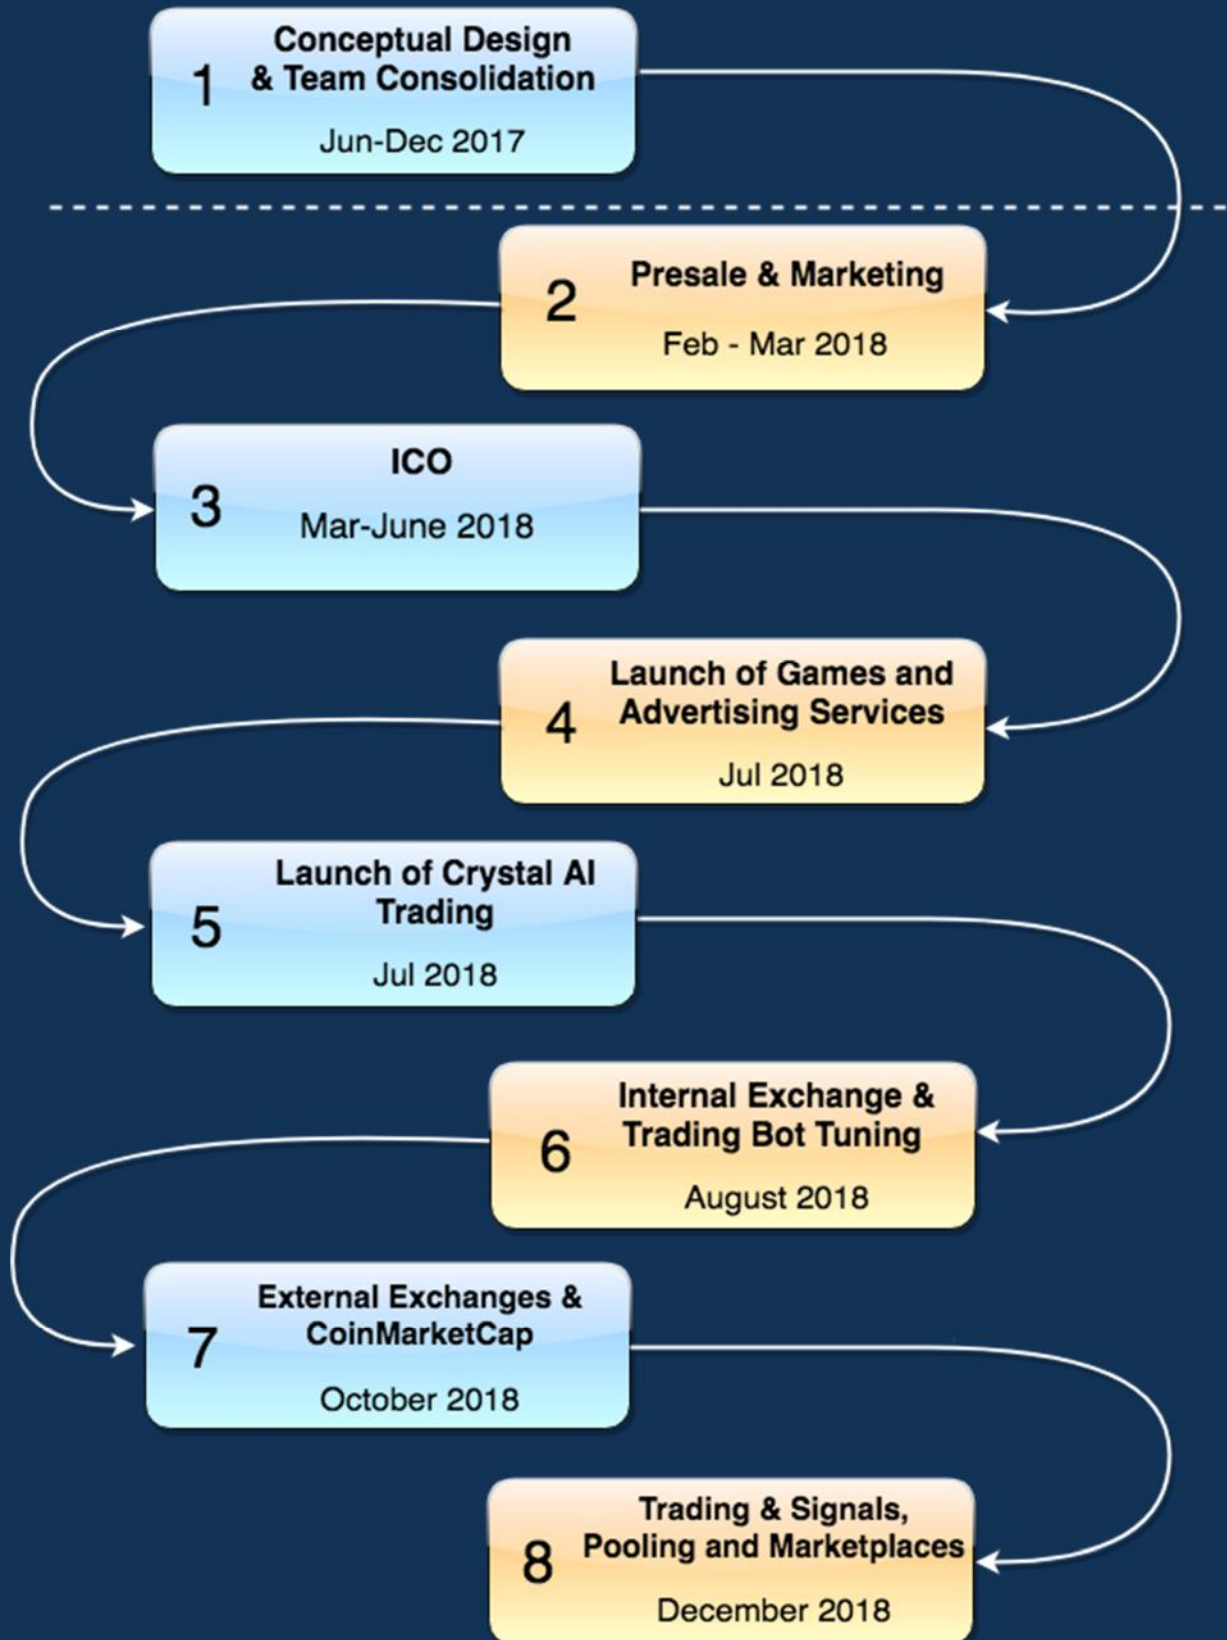 1
Conceptual Design
& Team Consolidation
Jun-Dec 2017
2
Presale & Marketing
Feb - Mar 2018
3
ICO
Mar-June 2018
4
Launch of Games and
Advertising Services
Jul 2018
5
Launch of Crystal AI
Trading
Jul 2018
6
Internal Exchange &
Trading Bot Tuning
August 2018
7
External Exchanges &
CoinMarketCap
October 2018
8
Trading & Signals,
Pooling and Marketplaces
December 2018